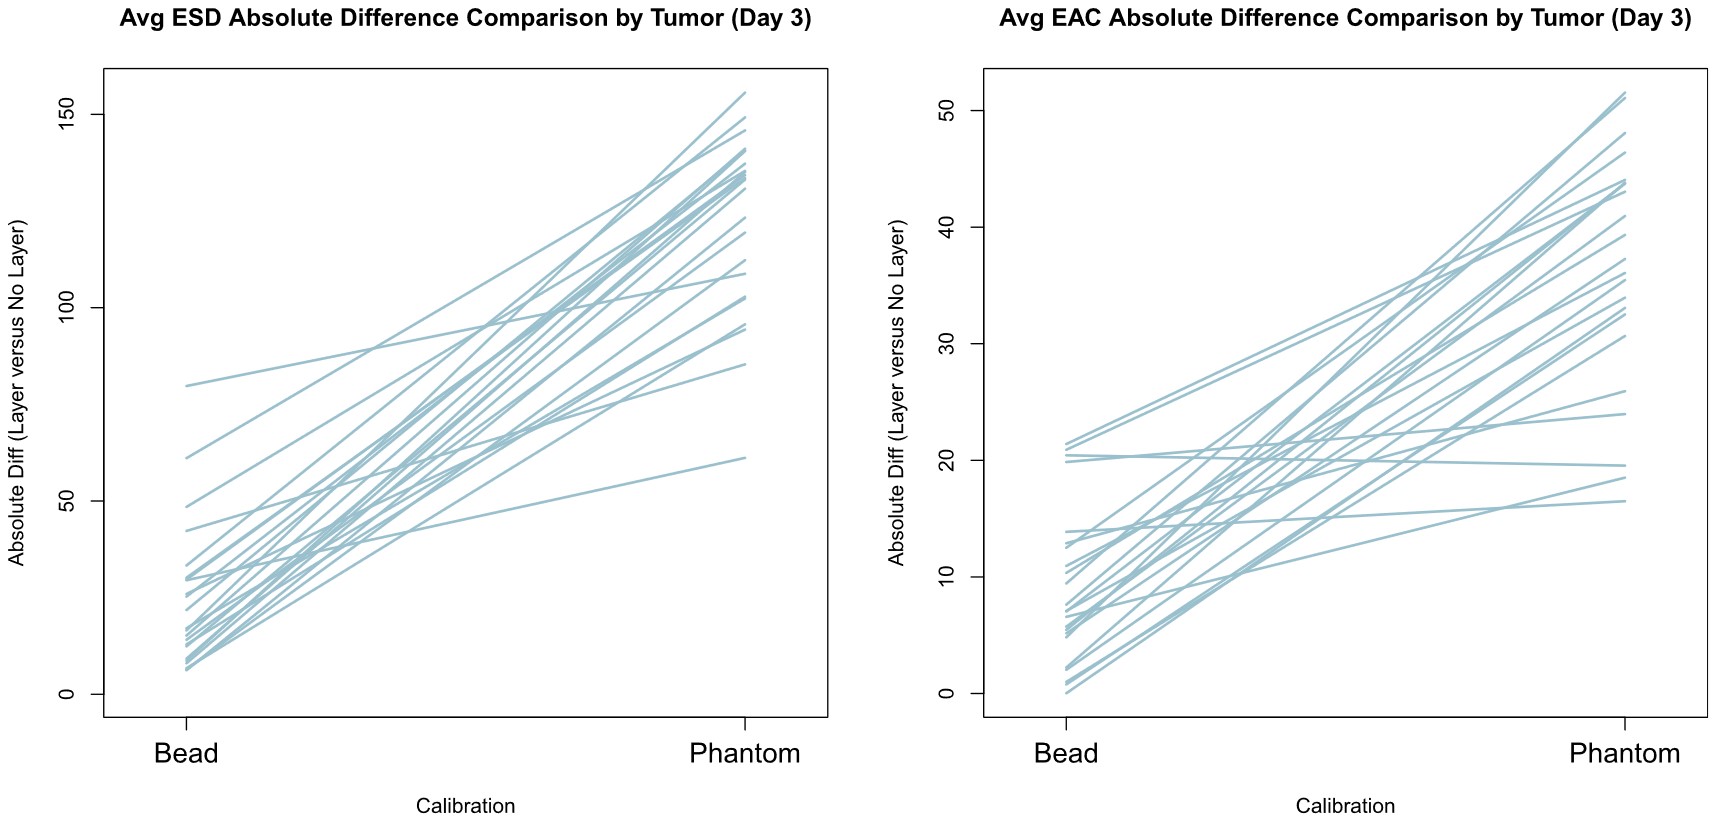 Avg ESD Absolute Difference Comparison by Tumor (Day 3)
Absolute Diff (Layer versus No Layer)
150
100
50
0
Bead
Phantom
Calibration
Avg EAC Absolute Difference Comparison by Tumor (Day 3)
Absolute Diff (Layer versus No Layer)
50
40
30
20
10
0
Bead
Phantom
Calibration